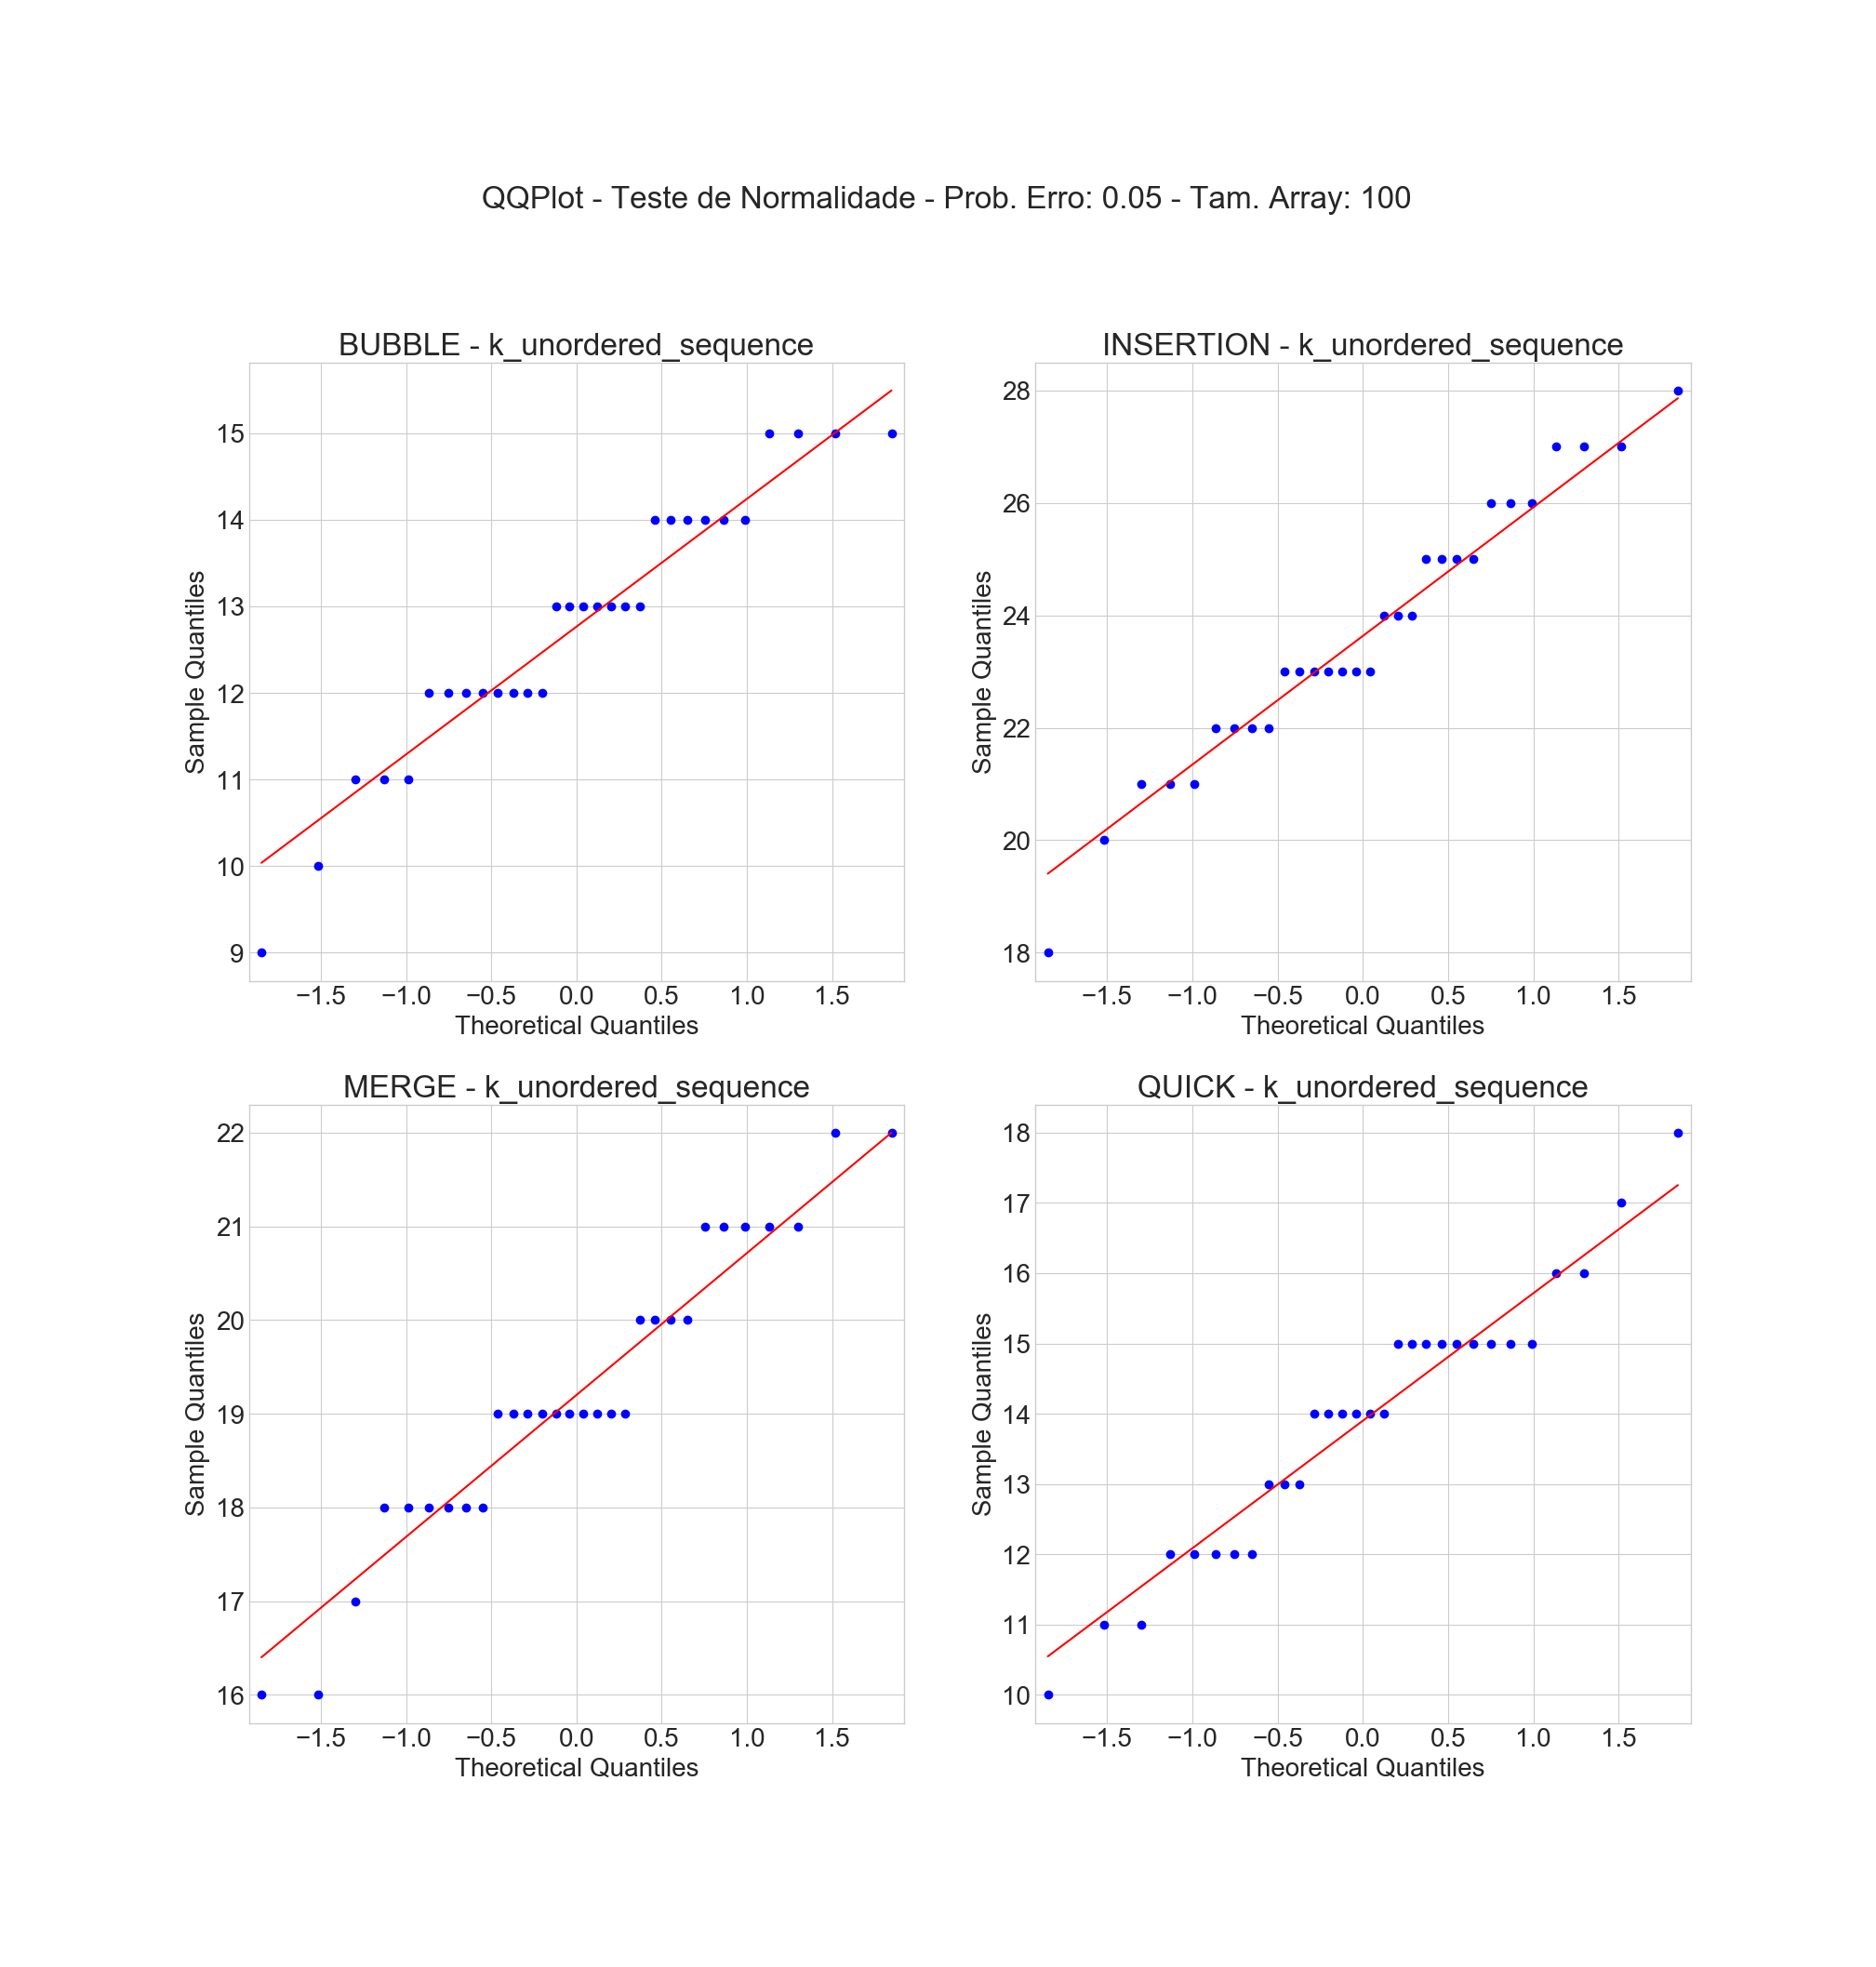 QQPlot - Teste de Normalidade - Prob. Erro: 0.05 - Tam. Array: 100
BUBBLE - k_unordered_sequence
15
14
13
12
11
10
9
Sample Quantiles
−1.5 −1.0 −0.5 0.0 0.5 1.0 1.5
Theoretical Quantiles
INSERTION - k_unordered_sequence
28
26
24
22
20
18
Sample Quantiles
−1.5 −1.0 −0.5 0.0 0.5 1.0 1.5
Theoretical Quantiles
MERGE - k_unordered_sequence
22
21
20
19
18
17
16
Sample Quantiles
−1.5 −1.0 −0.5 0.0 0.5 1.0 1.5
Theoretical Quantiles
QUICK - k_unordered_sequence
18
17
16
15
14
13
12
11
10
Sample Quantiles
−1.5 −1.0 −0.5 0.0 0.5 1.0 1.5
Theoretical Quantiles